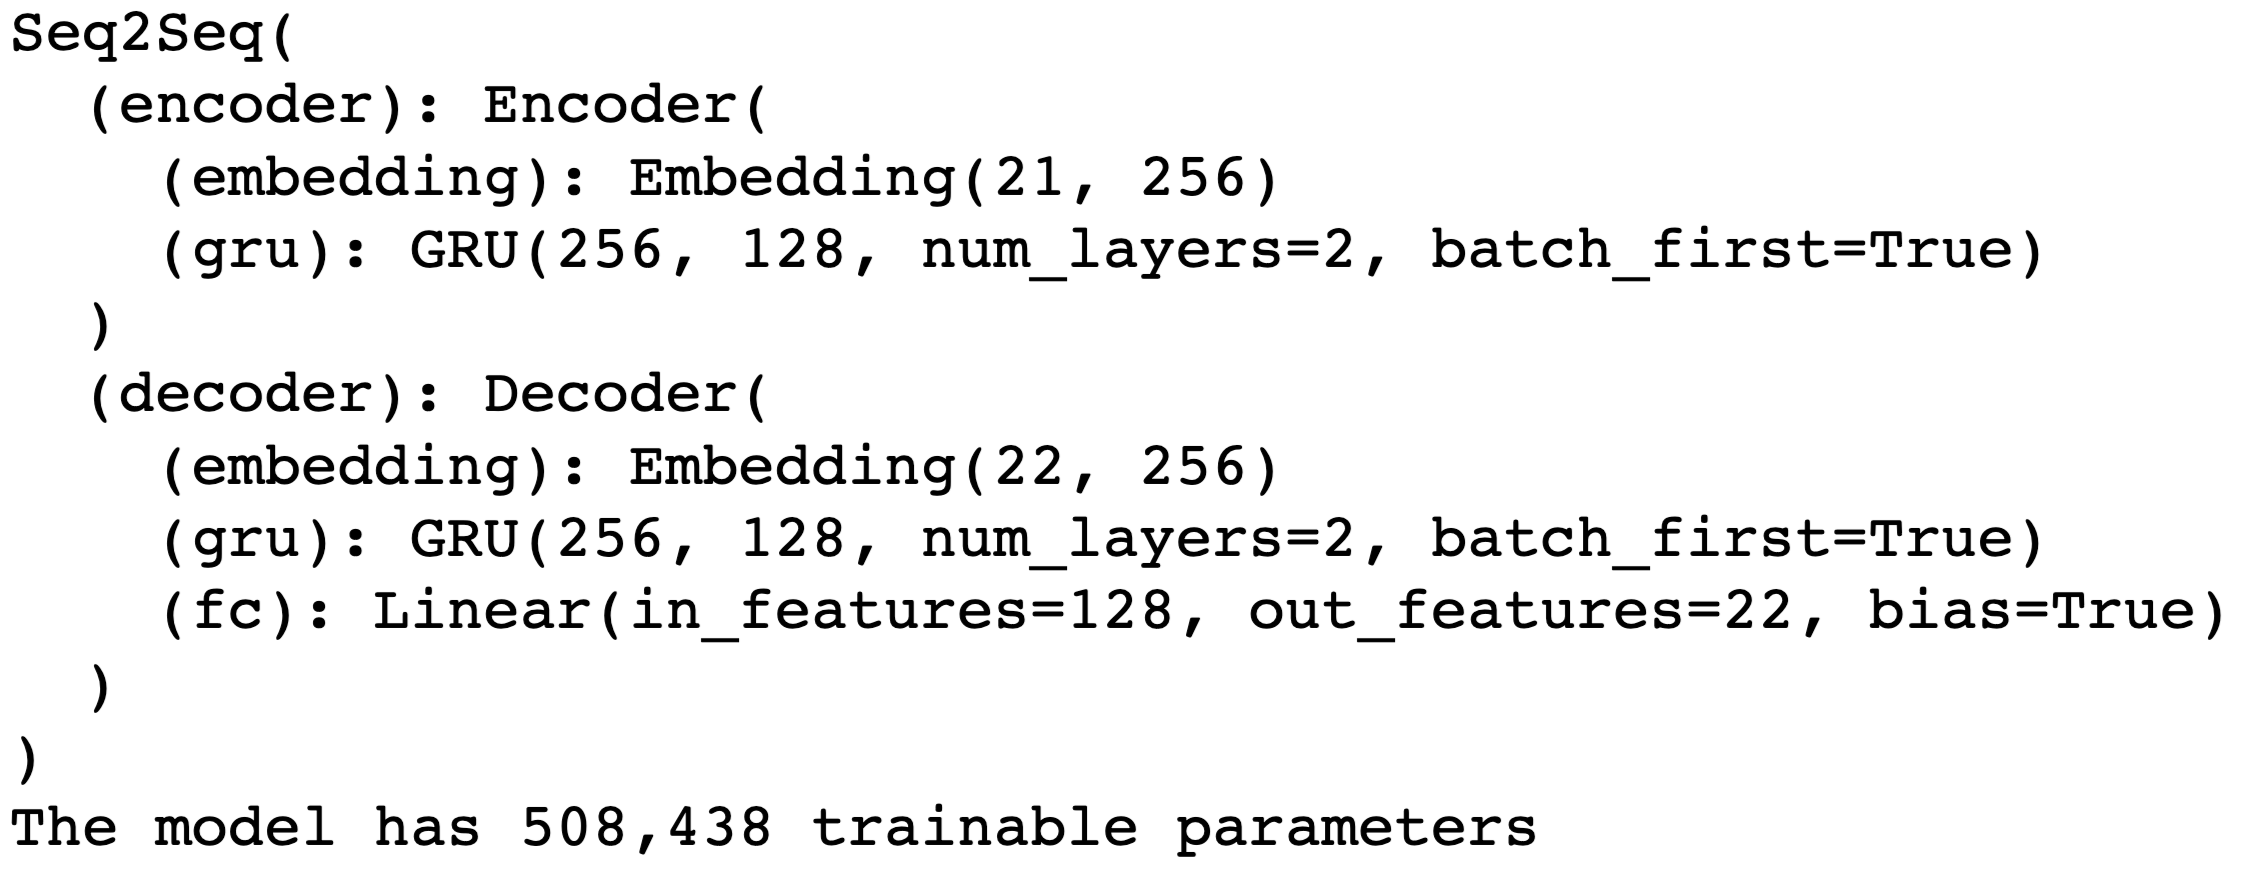 Seq2Seq(
  (encoder): Encoder(
    (embedding): Embedding(21, 256)
    (gru): GRU(256, 128, num_layers=2, batch_first=True)
  )
  (decoder): Decoder(
    (embedding): Embedding(22, 256)
    (gru): GRU(256, 128, num_layers=2, batch_first=True)
    (fc): Linear(in_features=128, out_features=22, bias=True)
  )
)
The model has 508,438 trainable parameters